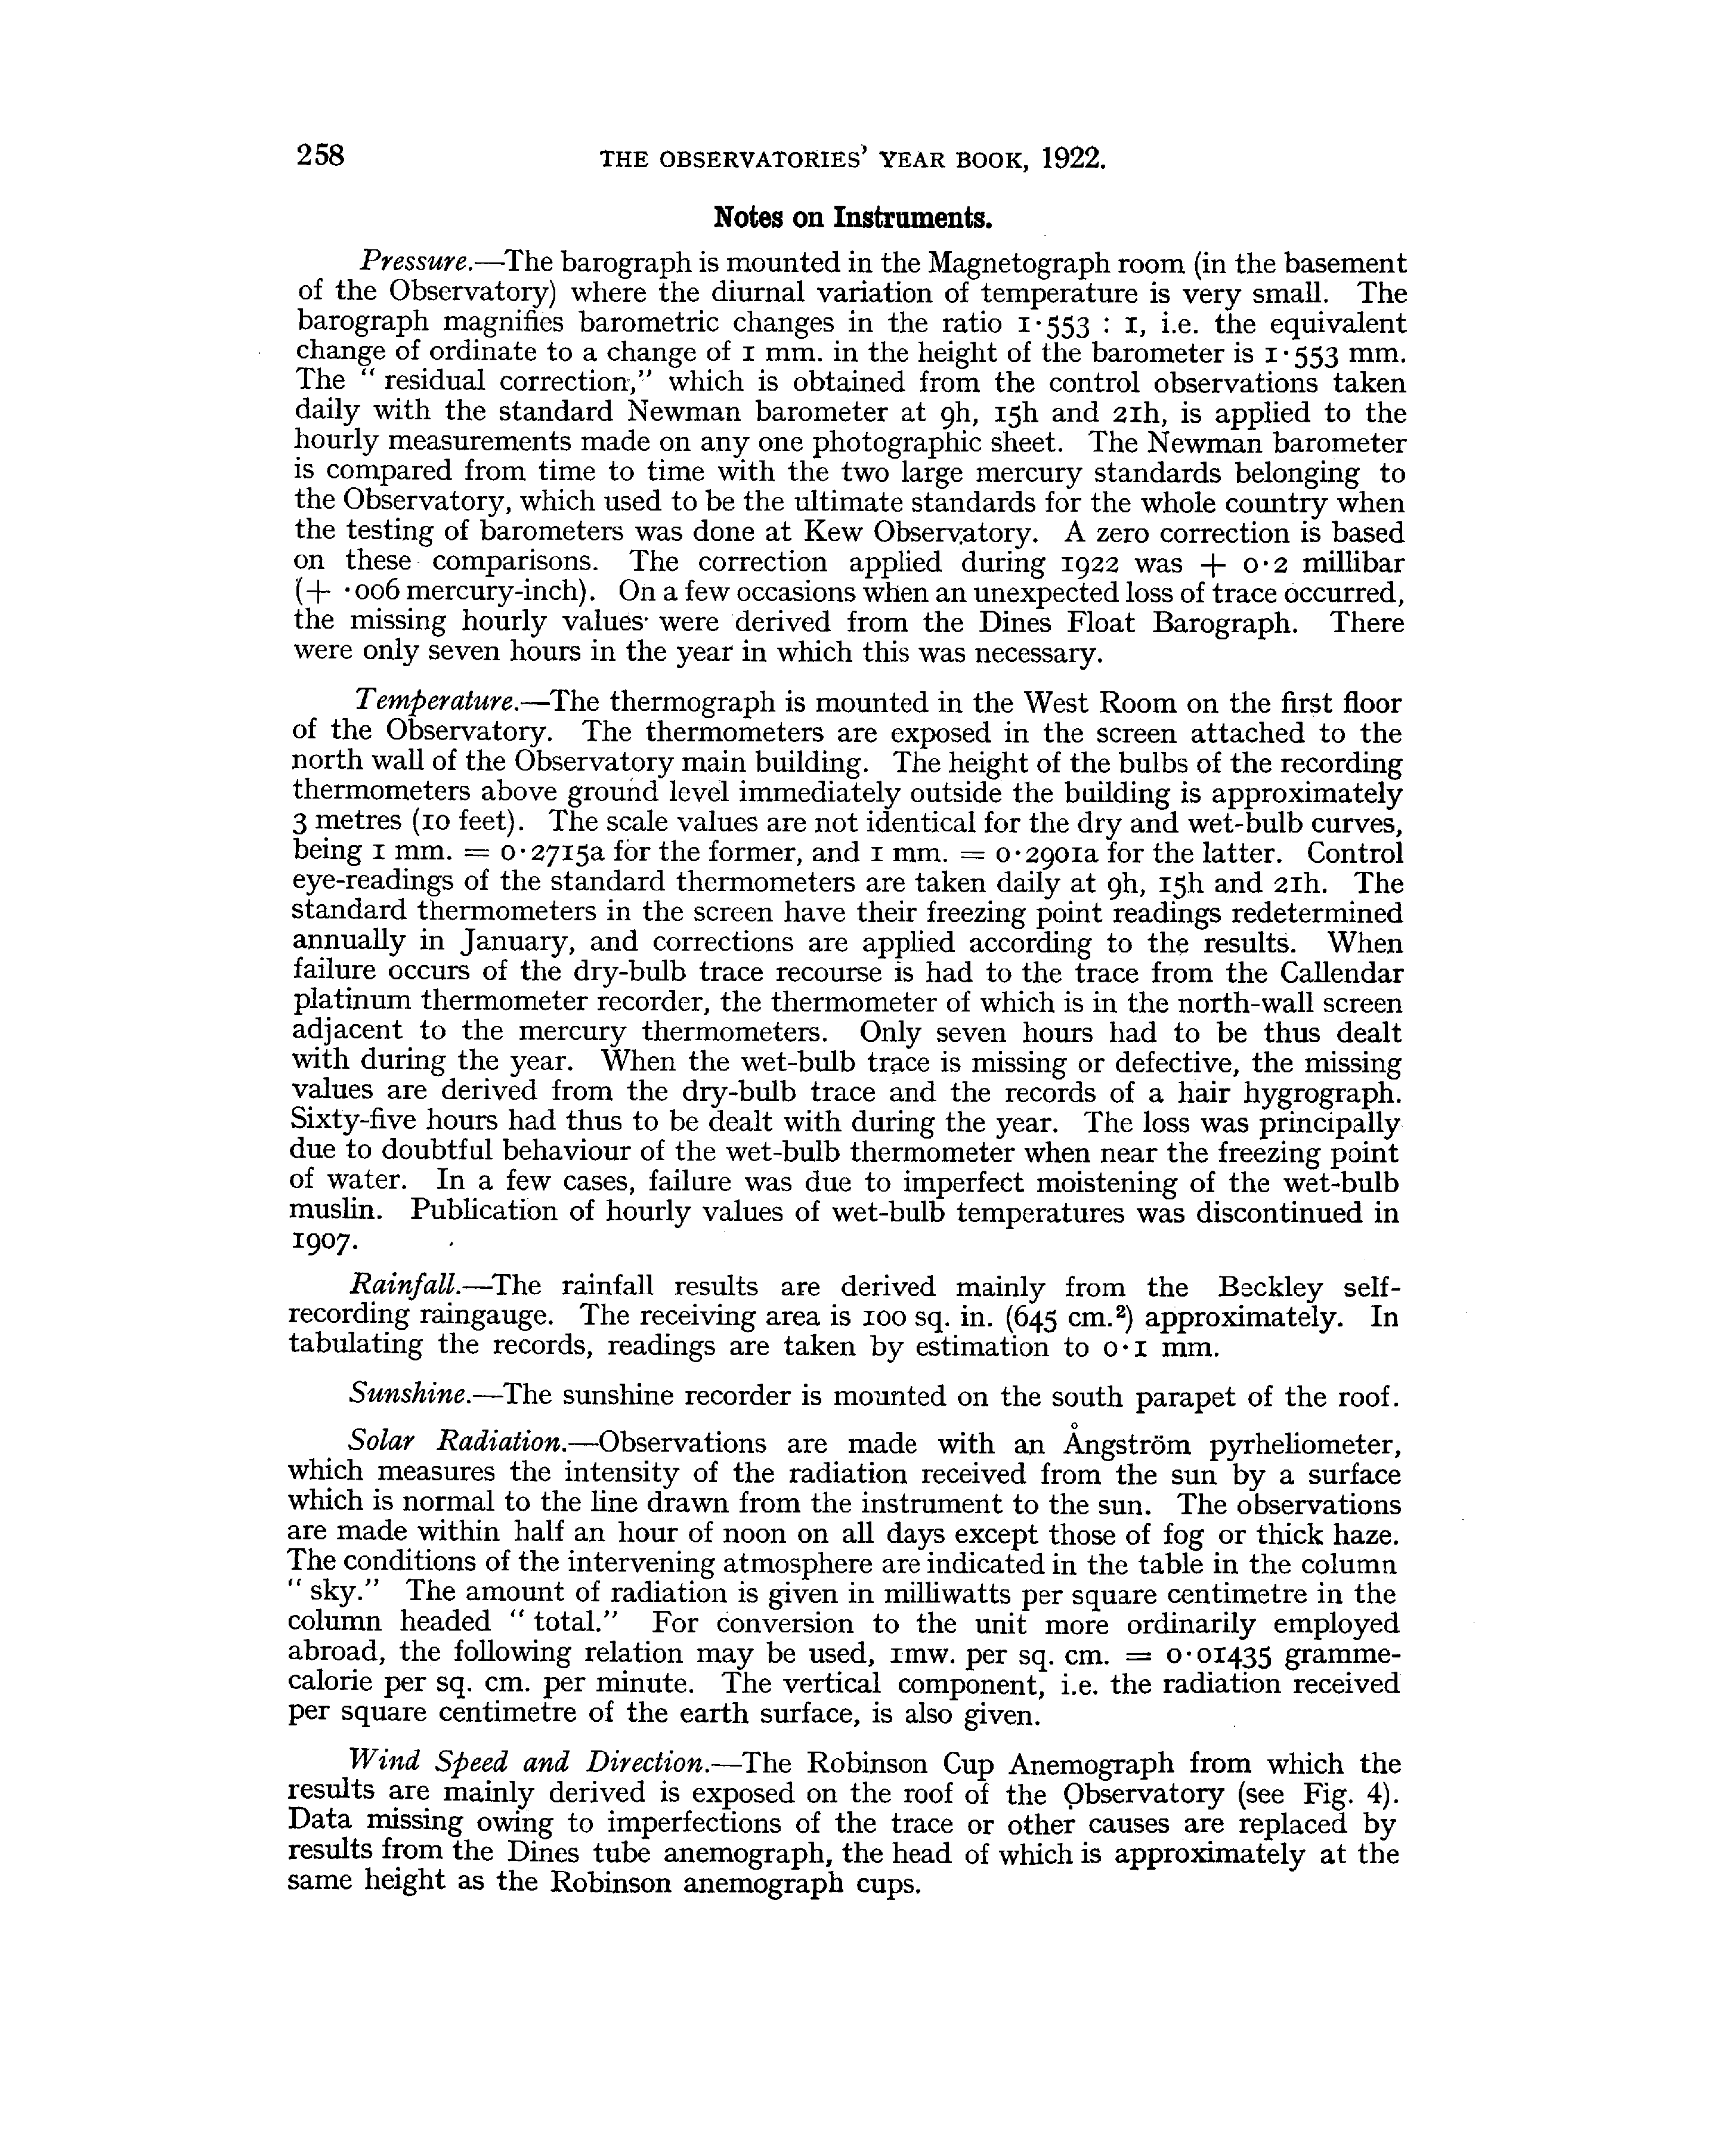 258 THE OBSERVATORIES' YEAR BOOK, 1922.
Notes on Instruments.
Pressure.—The barograph is mounted in the Magnetograph room (in the basement
of the Observatory) where the diurnal variation of temperature is very small. The
barograph magnifies barometric changes in the ratio 1·553 : 1, i.e. the equivalent
change of ordinate to a change of 1 mm. in the height of the barometer is 1·553 mm.
The “ residual correction,” which is obtained from the control observations taken
daily with the standard Newman barometer at 9h, 15h and 21h, is applied to the
hourly measurements made on any one photographic sheet. The Newman barometer
is compared from time to time with the two large mercury standards belonging to
the Observatory, which used to be the ultimate standards for the whole country when
the testing of barometers was done at Kew Observatory. A zero correction is based
on these comparisons. The correction applied during 1922 was + 0·2 millibar
(+ ·006 mercury-inch). On a few occasions when an unexpected loss of trace occurred,
the missing hourly values were derived from the Dines Float Barograph. There
were only seven hours in the year in which this was necessary.
Temperature.—The thermograph is mounted in the West Room on the first floor
of the Observatory. The thermometers are exposed in the screen attached to the
north wall of the Observatory main building. The height of the bulbs of the recording
thermometers above ground level immediately outside the building is approximately
3 metres (10 feet). The scale values are not identical for the dry and wet-bulb curves,
being 1 mm. = 0·2715a for the former, and 1 mm. = 0·2901a for the latter. Control
eye-readings of the standard thermometers are taken daily at 9h, 15h and 21h. The
standard thermometers in the screen have their freezing point readings redetermined
annually in January, and corrections are applied according to the results. When
failure occurs of the dry-bulb trace recourse is had to the trace from the Callendar
platinum thermometer recorder, the thermometer of which is in the north-wall screen
adjacent to the mercury thermometers. Only seven hours had to be thus dealt
with during the year. When the wet-bulb trace is missing or defective, the missing
values are derived from the dry-bulb trace and the records of a hair hygrograph.
Sixty-five hours had thus to be dealt with during the year. The loss was principally
due to doubtful behaviour of the wet-bulb thermometer when near the freezing point
of water. In a few cases, failure was due to imperfect moistening of the wet-bulb
muslin. Publication of hourly values of wet-bulb temperatures was discontinued in
1907.
Rainfall.—The rainfall results are derived mainly from the Beckley self-
recording raingauge. The receiving area is 100 sq. in. (645 cm.²) approximately. In
tabulating the records, readings are taken by estimation to 0·1 mm.
Sunshine.—The sunshine recorder is mounted on the south parapet of the roof.
Solar Radiation.—Observations are made with an Ångström pyrheliometer,
which measures the intensity of the radiation received from the sun by a surface
which is normal to the line drawn from the instrument to the sun. The observations
are made within half an hour of noon on all days except those of fog or thick haze.
The conditions of the intervening atmosphere are indicated in the table in the column
“ sky.” The amount of radiation is given in milliwatts per square centimetre in the
column headed “ total.” For conversion to the unit more ordinarily employed
abroad, the following relation may be used, 1mw. per sq. cm. = 0·01435 gramme-
calorie per sq. cm. per minute. The vertical component, i.e. the radiation received
per square centimetre of the earth surface, is also given.
Wind Speed and Direction.—The Robinson Cup Anemograph from which the
results are mainly derived is exposed on the roof of the Observatory (see Fig. 4).
Data missing owing to imperfections of the trace or other causes are replaced by
results from the Dines tube anemograph, the head of which is approximately at the
same height as the Robinson anemograph cups.